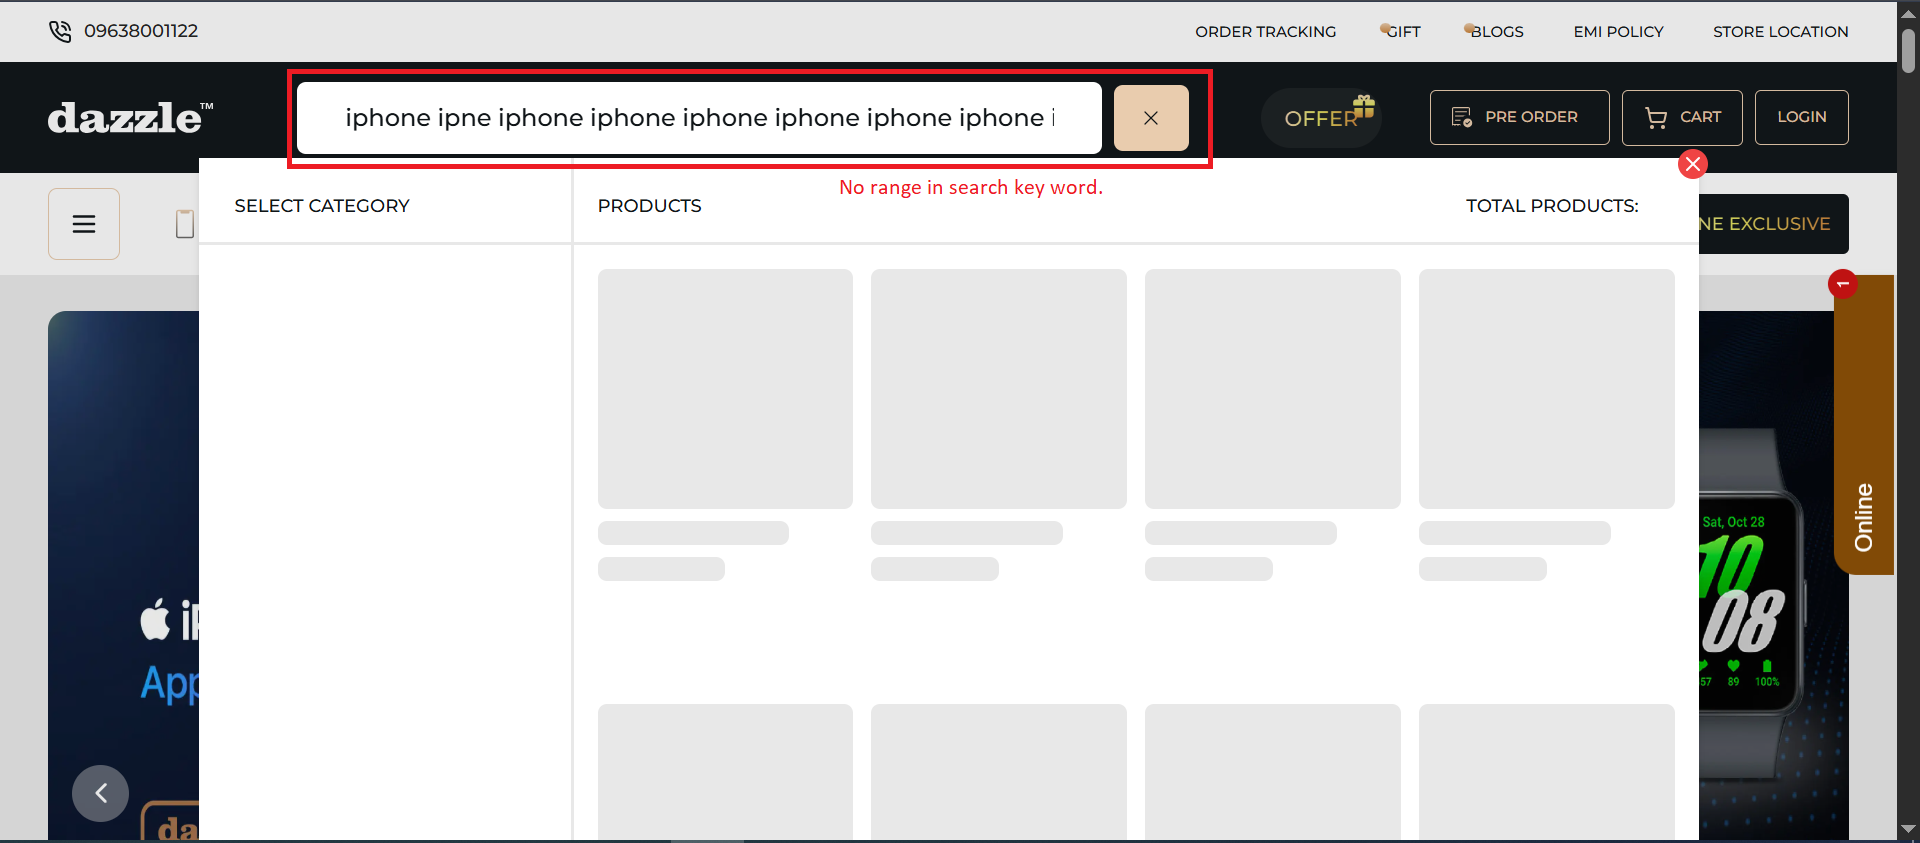 09638001122
ORDER TRACKING
GIFT
BLOGS
EMI POLICY
STORE LOCATION
dazzle™
iphone ipne iphone iphone iphone iphone iphone iphone i
OFFER
PRE ORDER
CART
LOGIN
No range in search key word.
SELECT CATEGORY
PRODUCTS
TOTAL PRODUCTS:
NE EXCLUSIVE
1
Online
Sat, Oct 28
10
08
57 89 100%
iP
App
da